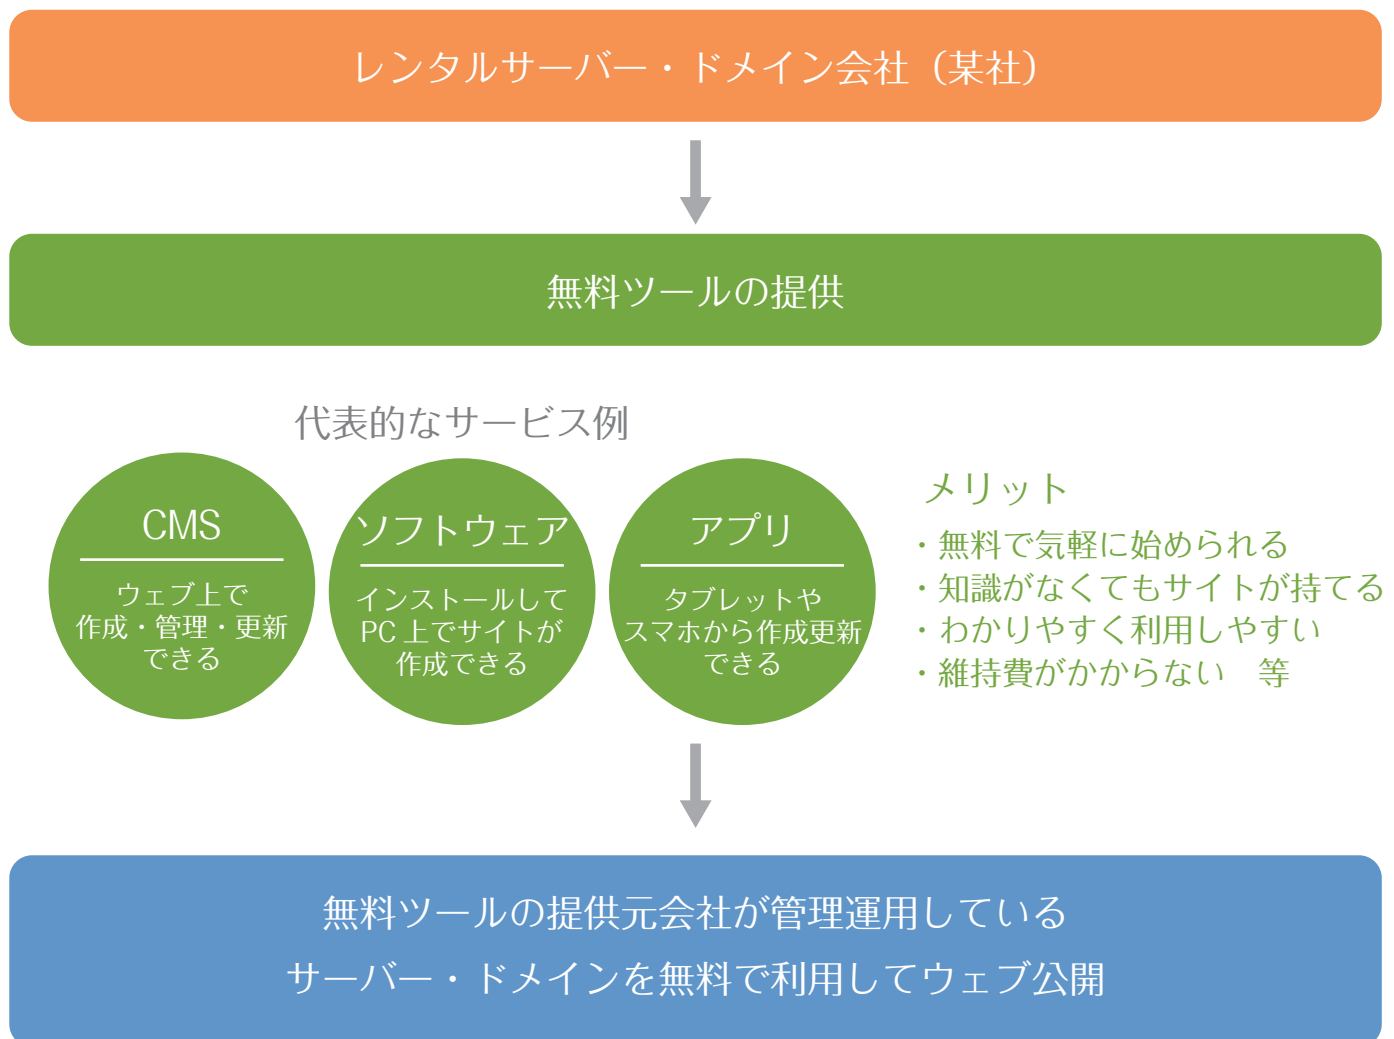 レンタルサーバー・ドメイン会社（某社）
無料ツールの提供
代表的なサービス例
CMS
ウェブ上で
作成・管理・更新
できる
ソフトウェア
インストールして
PC上でサイトが
作成できる
アプリ
タブレットや
スマホから作成更新
できる
メリット
・無料で気軽に始められる
・知識がなくてもサイトが持てる
・わかりやすく利用しやすい
・維持費がかからない　等
無料ツールの提供元会社が管理運用している
サーバー・ドメインを無料で利用してウェブ公開